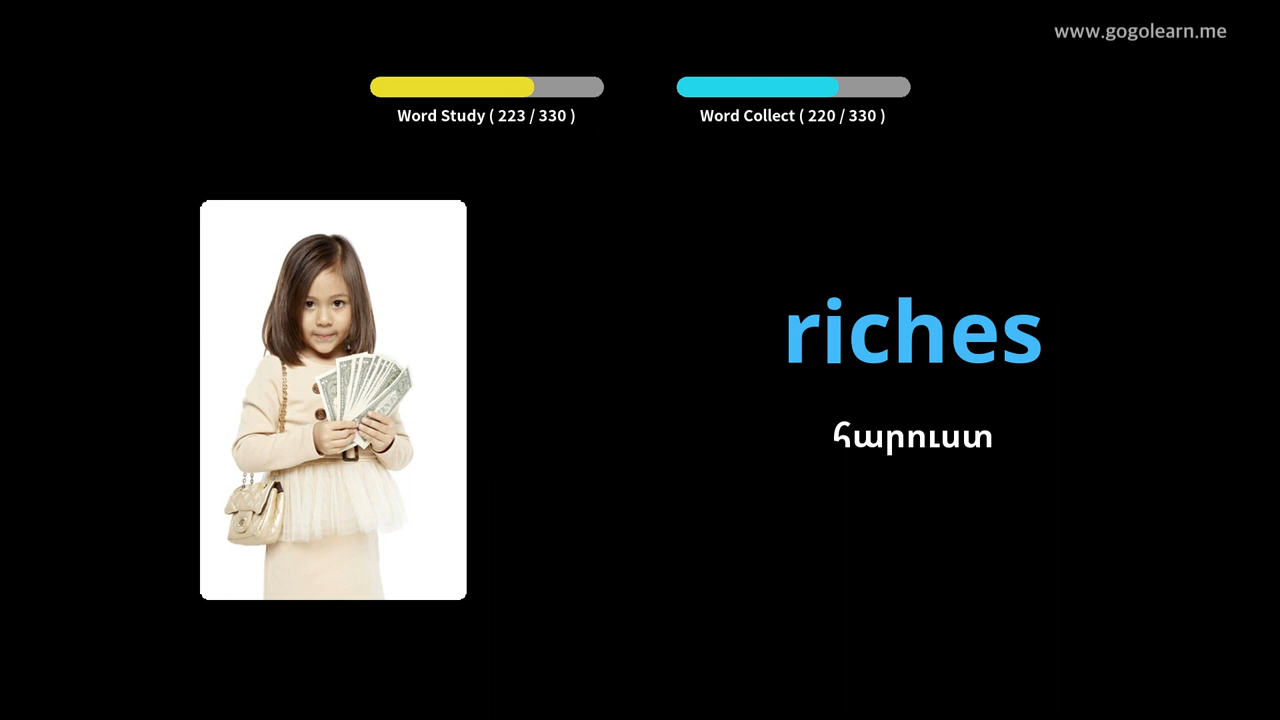 www.gogolearn.me
Word Study ( 223 / 330 )
Word Collect ( 220 / 330 )
riches
հարուստ